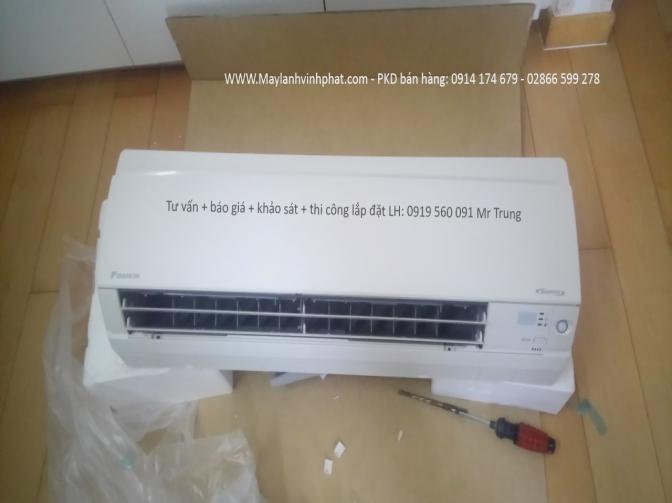 WWW.Maylanhvinhphat.com - PKD bán hàng: 0914 174 679 - 02866 599 278
Tư vấn + báo giá + khảo sát + thi công lắp đặt LH: 0919 560 091 Mr Trung
DAIKIN